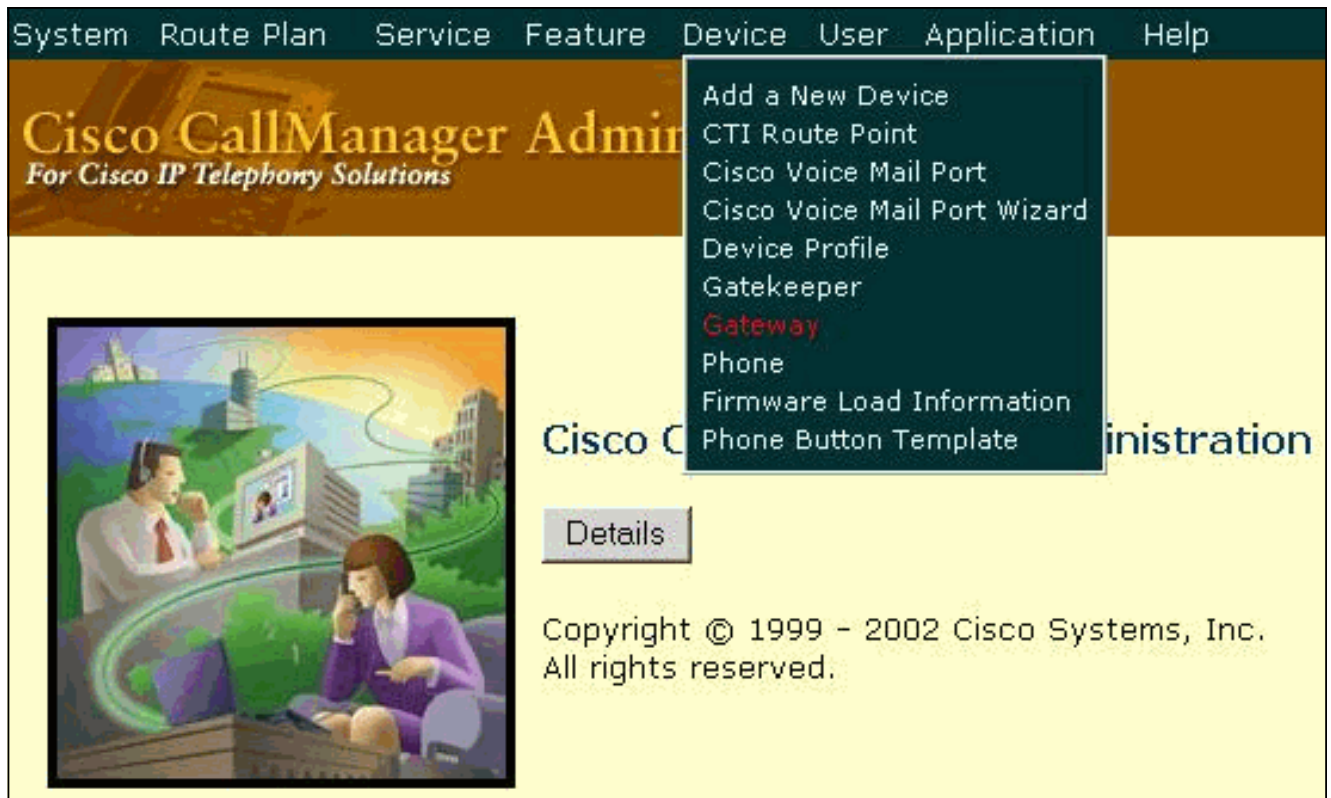 System Route Plan Service Feature Device User Application Help
Cisco CallManager Admin
For Cisco IP Telephony Solutions
Add a New Device
CTI Route Point
Cisco Voice Mail Port
Cisco Voice Mail Port Wizard
Device Profile
Gatekeeper
Gateway
Phone
Firmware Load Information
Phone Button Template
Cisco C inistration
Details
Copyright © 1999 - 2002 Cisco Systems, Inc.
All rights reserved.